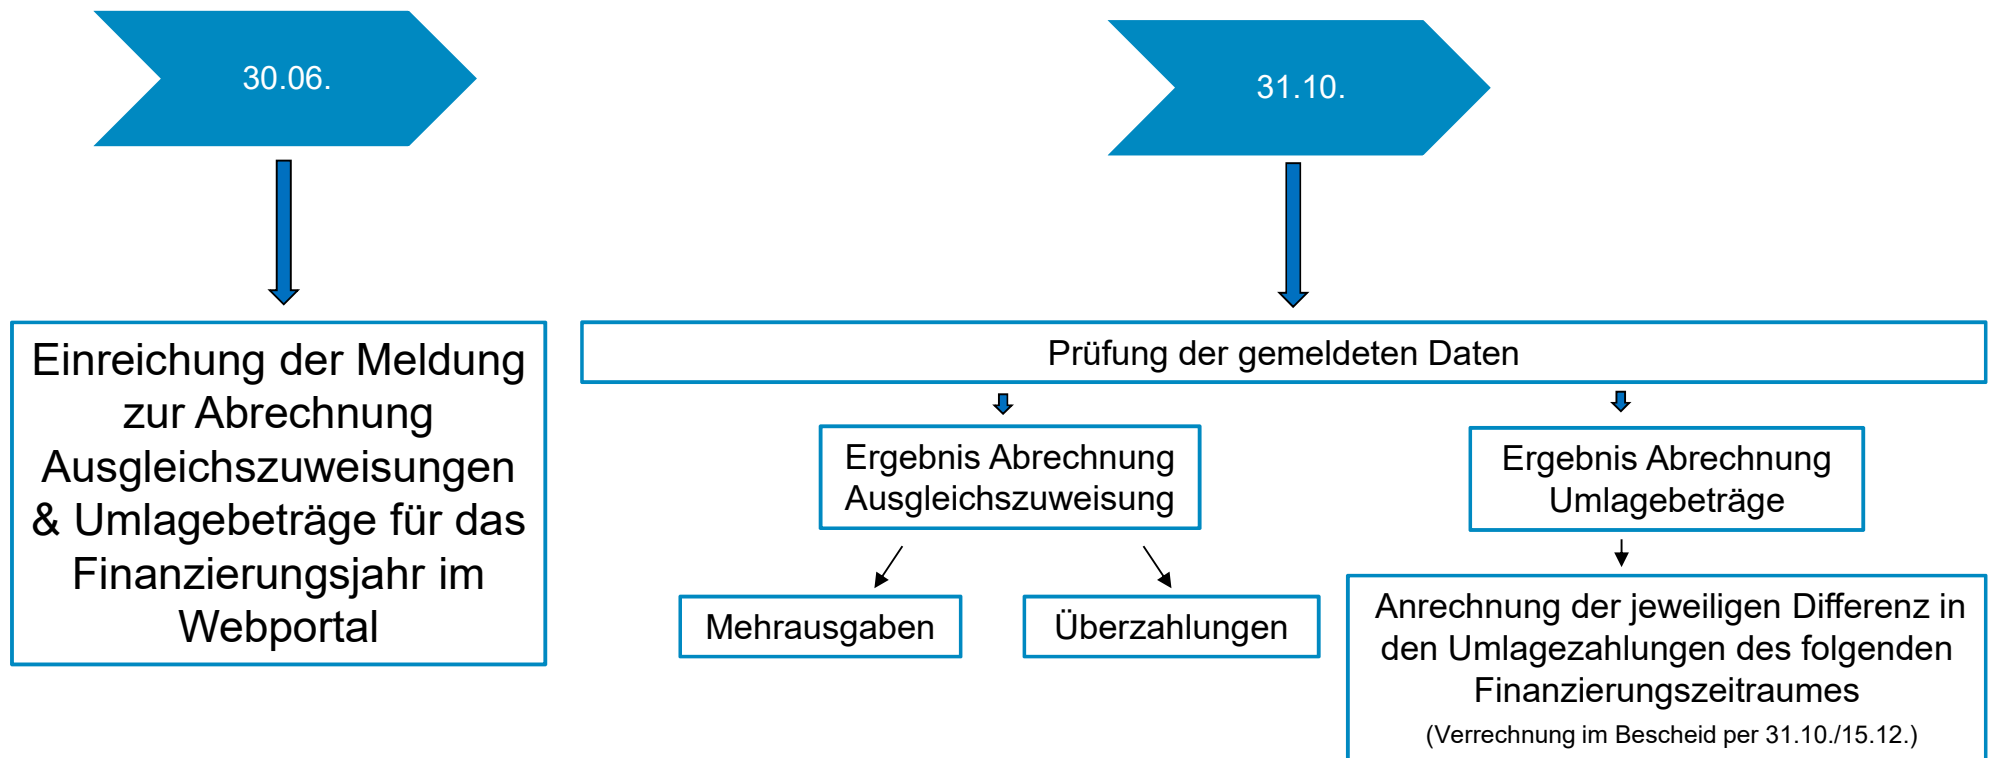 30.06.
Einreichung der Meldung
zur Abrechnung
Ausgleichszuweisungen
& Umlagebeträge für das
Finanzierungsjahr im
Webportal
31.10.
Prüfung der gemeldeten Daten
Ergebnis Abrechnung
Ausgleichszuweisung
Mehrausgaben
Überzahlungen
Ergebnis Abrechnung
Umlagebeträge
Anrechnung der jeweiligen Differenz in
den Umlagezahlungen des folgenden
Finanzierungszeitraumes
(Verrechnung im Bescheid per 31.10./15.12.)